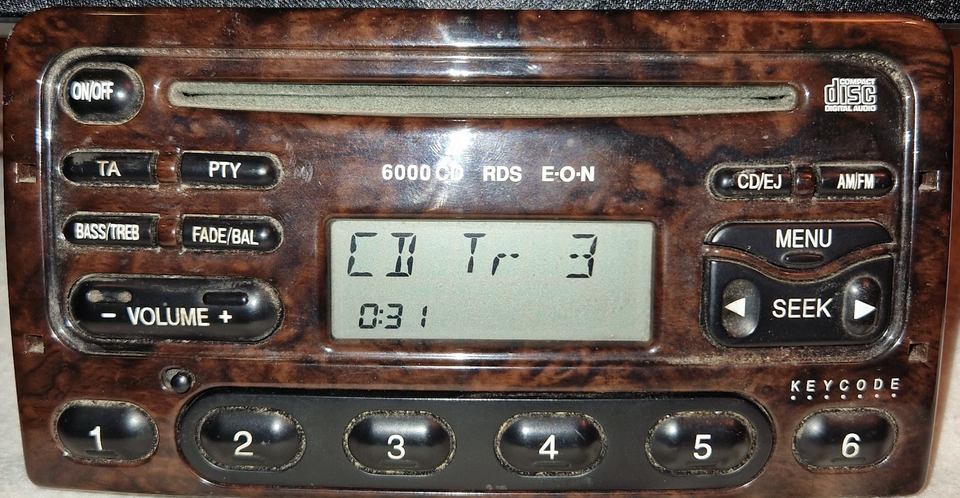 ON/OFF
COMPACT
disc
DIGITAL AUDIO
TA PTY
6000 CD RDS E·O·N
CD/EJ AM/FM
BASS/TREB FADE/BAL
CD Tr 3
0:31
MENU
- VOLUME +
SEEK
KEYCODE
1 2 3 4 5 6